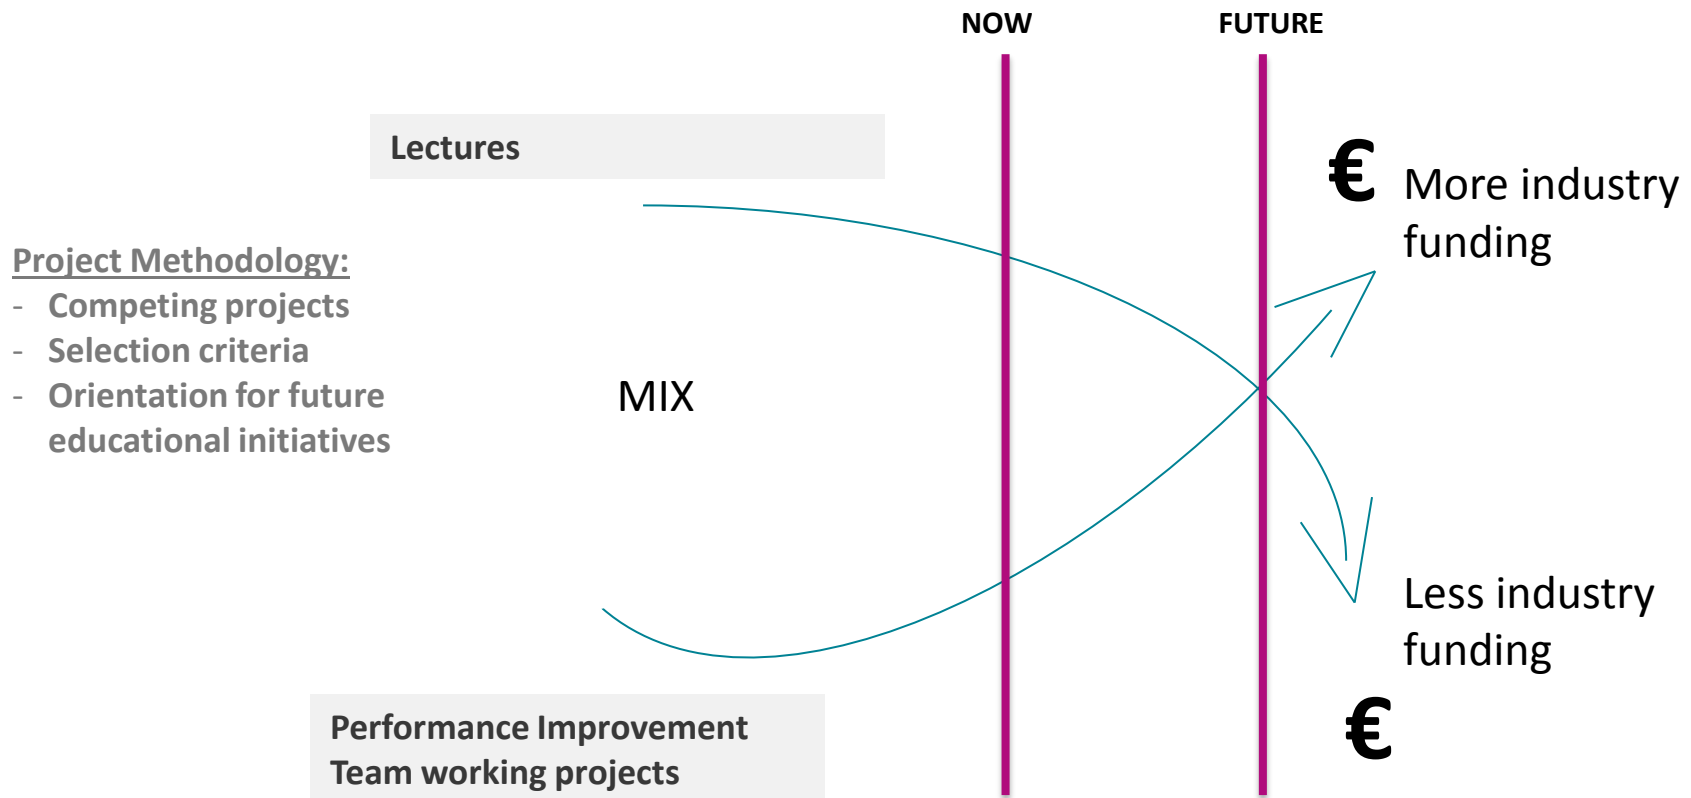 NOW
FUTURE
Lectures
€
More industry
funding
Project Methodology:
- Competing projects
- Selection criteria
- Orientation for future
educational initiatives
MIX
Less industry
funding
€
Performance Improvement
Team working projects